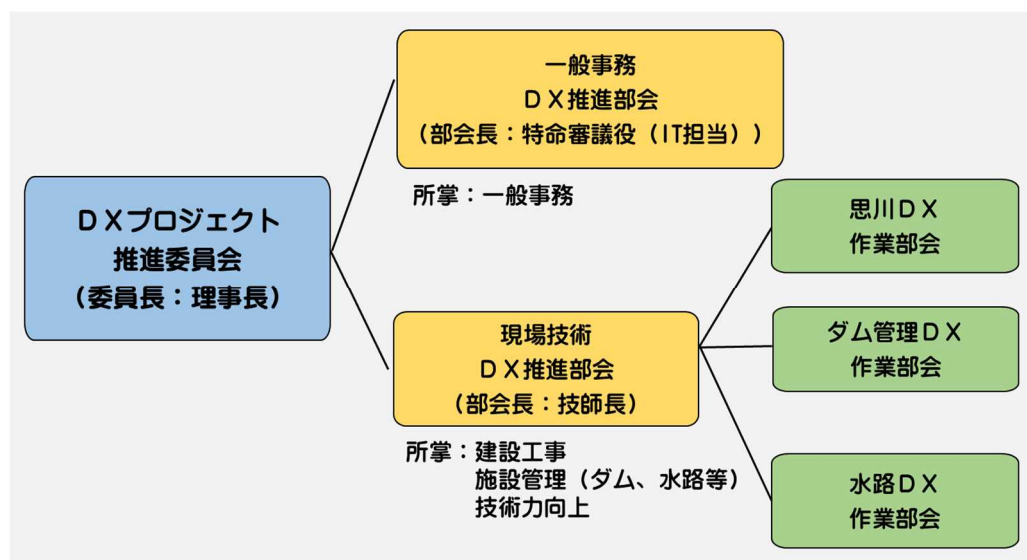 DXプロジェクト
推進委員会
(委員長:理事長)
一般事務
DX推進部会
(部会長:特命審議役(IT担当))
所掌:一般事務
現場技術
DX推進部会
(部会長:技師長)
所掌:建設工事
施設管理(ダム、水路等)
技術力向上
思川DX
作業部会
ダム管理DX
作業部会
水路DX
作業部会